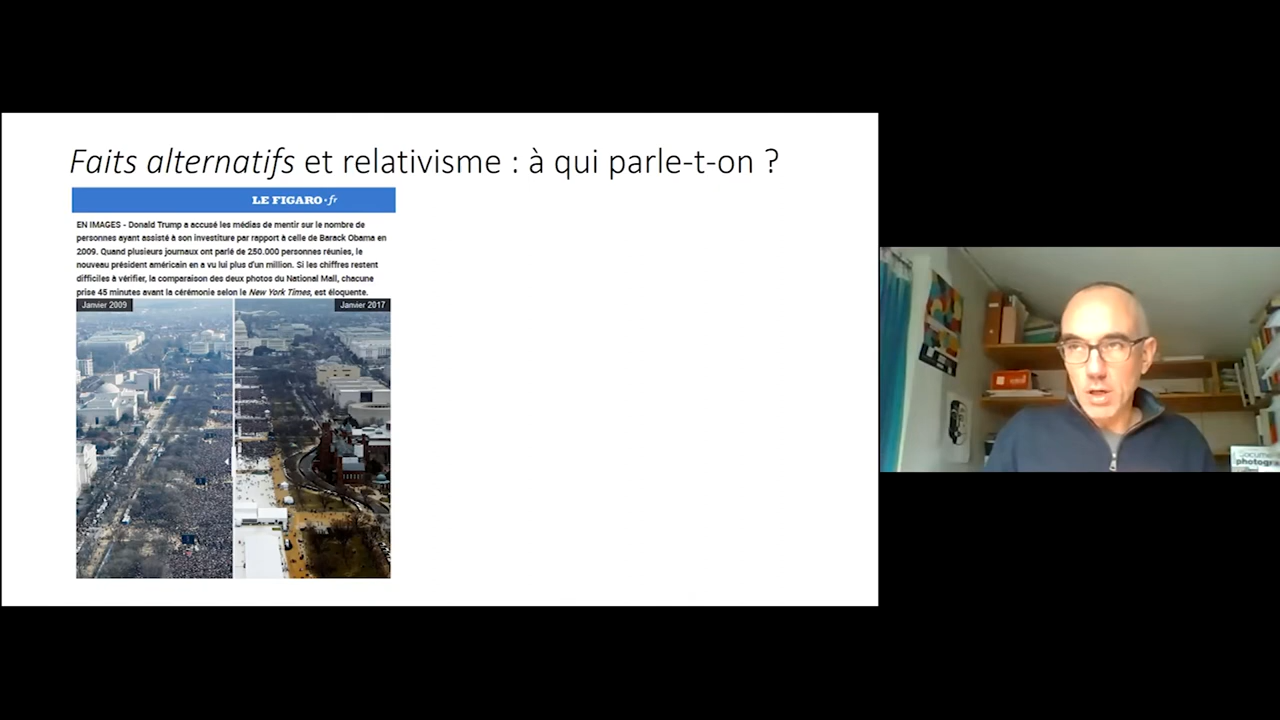 Faits alternatifs et relativisme : à qui parle-t-on ?
LE FIGARO·fr
EN IMAGES - Donald Trump a accusé les médias de mentir sur le nombre de
personnes ayant assisté à son investiture par rapport à celle de Barack Obama en
2009. Quand plusieurs journaux ont parlé de 250.000 personnes réunies, le
nouveau président américain en a vu lui plus d'un million. Si les chiffres restent
difficiles à vérifier, la comparaison des deux photos du National Mall, chacune
prise 45 minutes avant la cérémonie selon le New York Times, est éloquente.
Janvier 2009
Janvier 2017